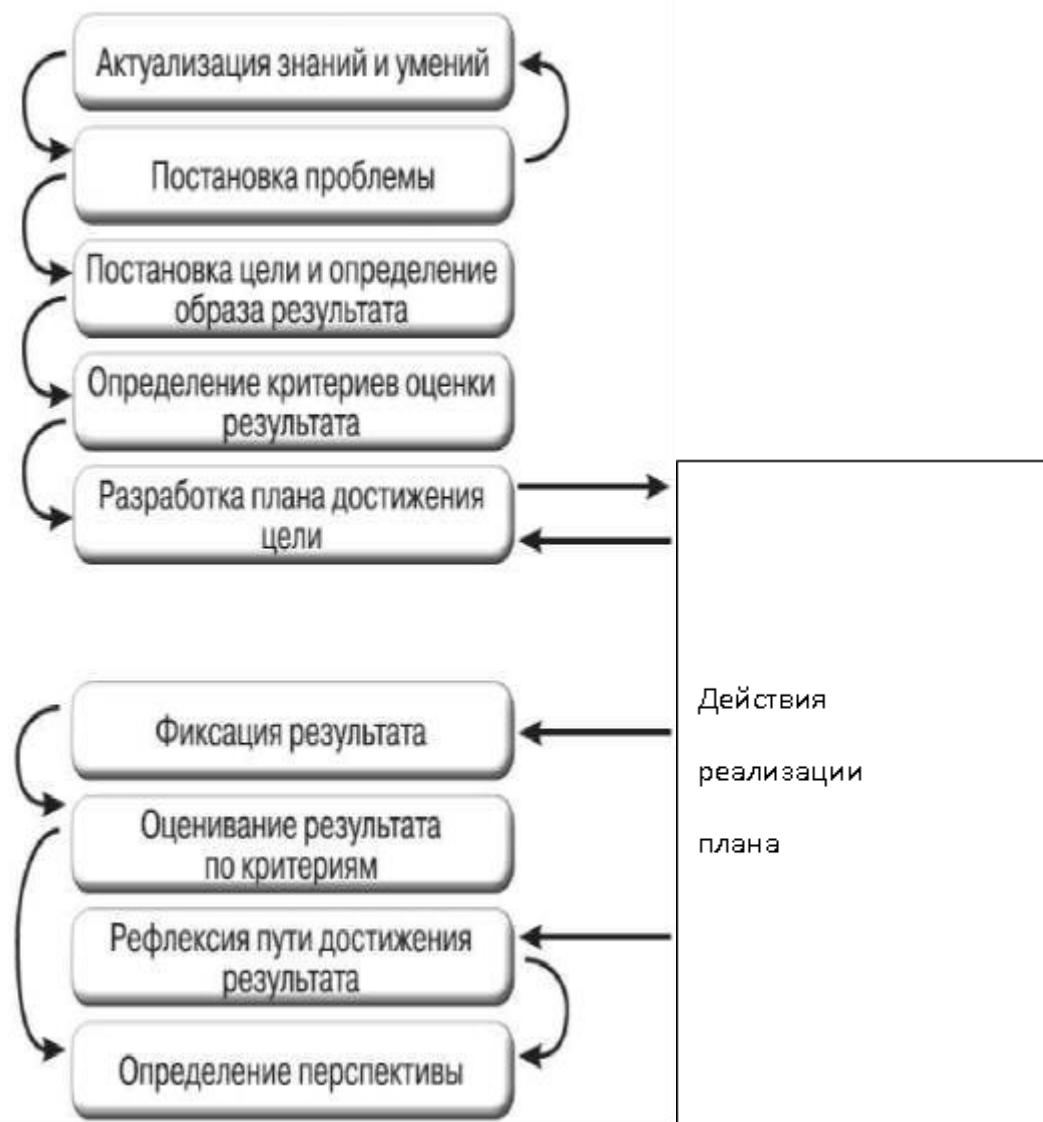 Актуализация знаний и умений
Постановка проблемы
Постановка цели и определение
образа результата
Определение критериев оценки
результата
Разработка плана достижения
цели
Фиксация результата
Оценивание результата
по критериям
Рефлексия пути достижения
результата
Определение перспективы
Действия
реализации
плана